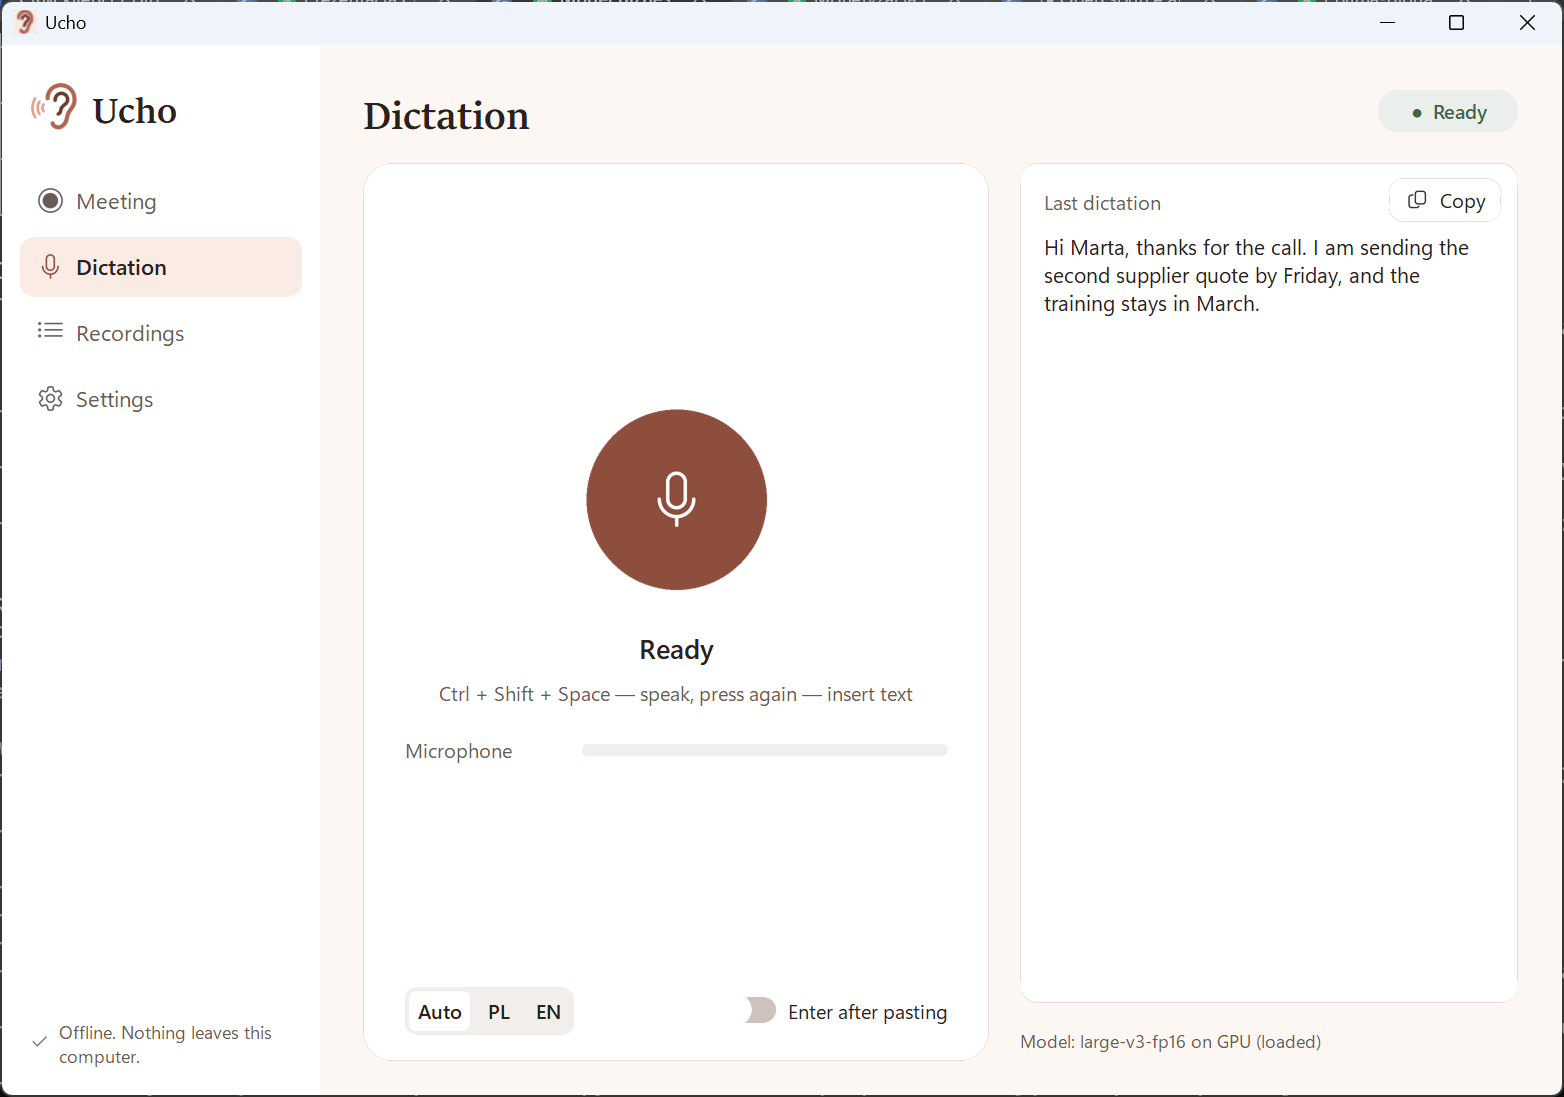 Ucho
Ucho
Meeting
Dictation
Recordings
Settings
Offline. Nothing leaves this
computer.
Dictation
Ready
Ready
Ctrl + Shift + Space — speak, press again — insert text
Microphone
Auto PL EN
Enter after pasting
Last dictation
Copy
Hi Marta, thanks for the call. I am sending the
second supplier quote by Friday, and the
training stays in March.
Model: large-v3-fp16 on GPU (loaded)